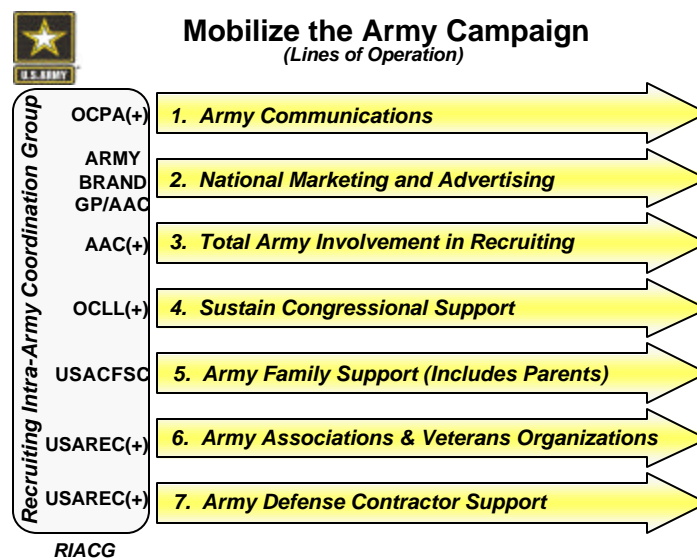 Mobilize the Army Campaign
(Lines of Operation)
U.S.ARMY
Recruiting Intra-Army Coordination Group
OCPA(+)
1. Army Communications
ARMY
BRAND
GP/AAC
2. National Marketing and Advertising
AAC(+)
3. Total Army Involvement in Recruiting
OCLL(+)
4. Sustain Congressional Support
USACFSC
5. Army Family Support (Includes Parents)
USAREC(+)
6. Army Associations & Veterans Organizations
USAREC(+)
7. Army Defense Contractor Support
RIACG